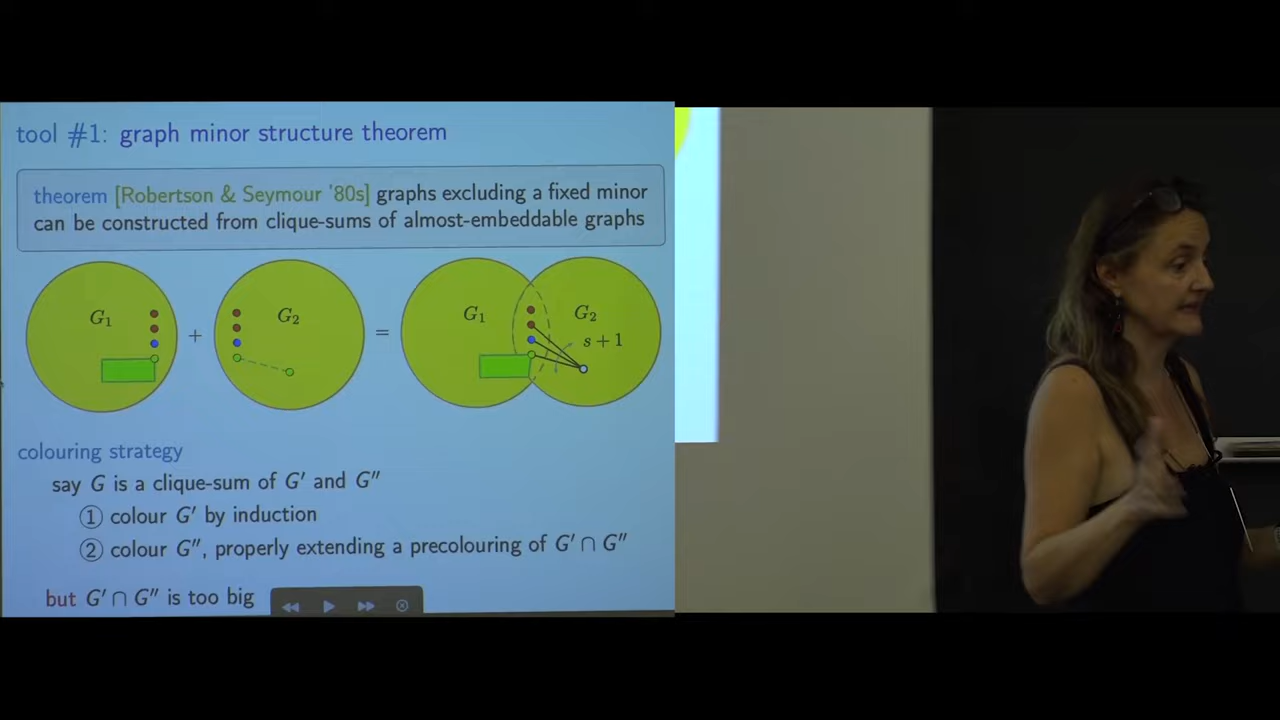 tool #1: graph minor structure theorem
theorem [Robertson & Seymour '80s] graphs excluding a fixed minor
can be constructed from clique-sums of almost-embeddable graphs
G₁ + G₂ = G₁ G₂
s + 1
colouring strategy
say G is a clique-sum of G′ and G″
① colour G′ by induction
② colour G″, properly extending a precolouring of G′ ∩ G″
but G′ ∩ G″ is too big